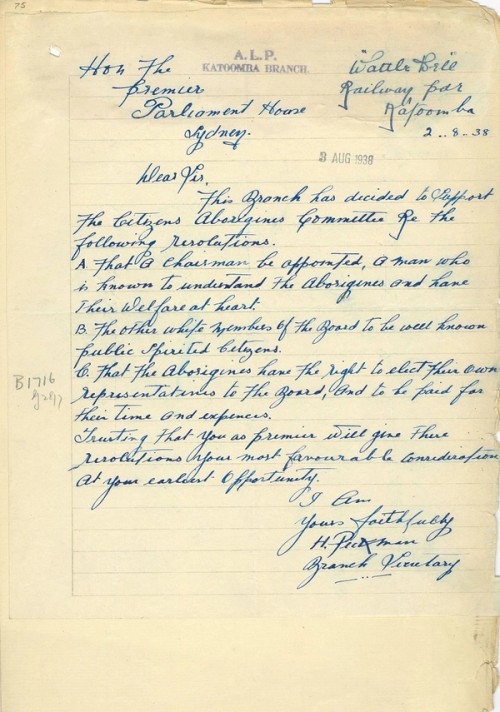 75
A.L.P.
KATOOMBA BRANCH.
Hon The
Premier
Parliament House
Sydney.
"Wattle Dell"
Railway par
Katoomba
2..8..38
3 AUG 1938
Dear Sir,
This Branch has decided to support
the Citizens Aborigines Committee Re the
following resolutions.
A. That a Chairman be appointed, a man who
is known to understand the Aborigines and have
their Welfare at heart.
B. The other white members of the Board to be well known
public spirited Citizens.
C. That the Aborigines have the right to elect their own
representatives to the Board, and to be paid for
their time and expences.
Trusting that you as premier will give these
resolutions your most favourable consideration
at your earliest opportunity.
I Am
Yours faithfully
H.
Branch Secretary
B1716